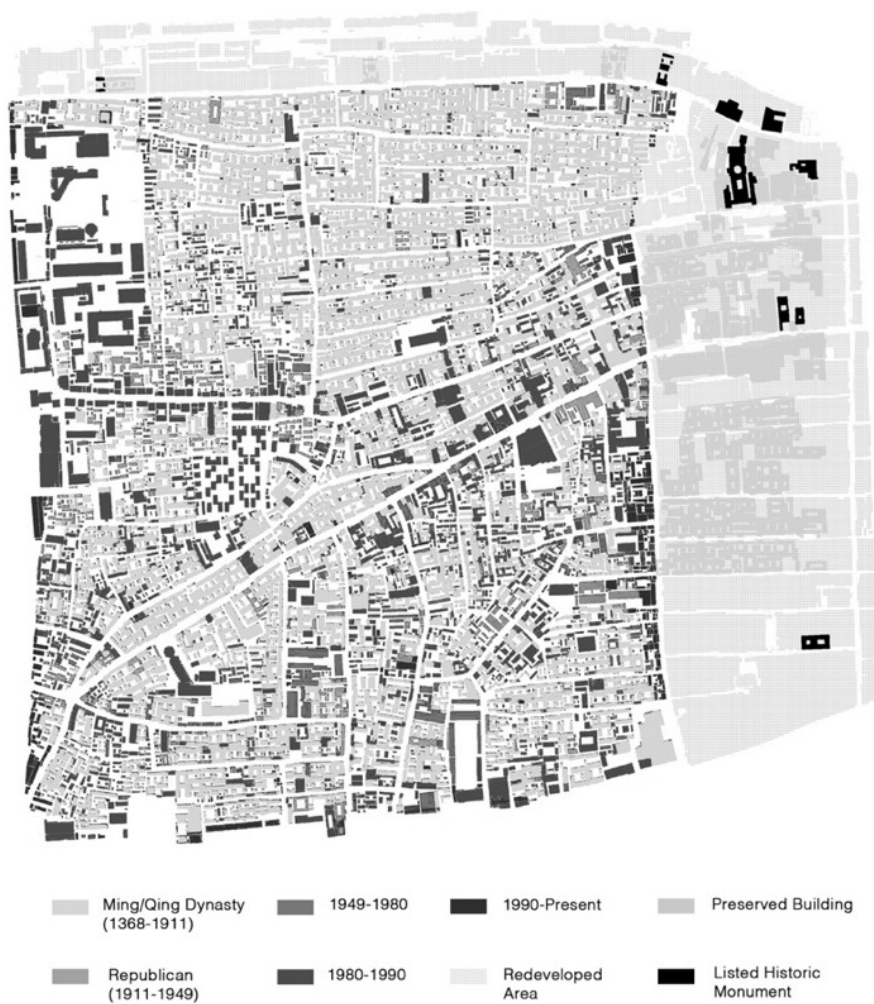 Ming/Qing Dynasty
(1368-1911)
1949-1980
1990-Present
Preserved Building
Republican
(1911-1949)
1980-1990
Redeveloped
Area
Listed Historic
Monument